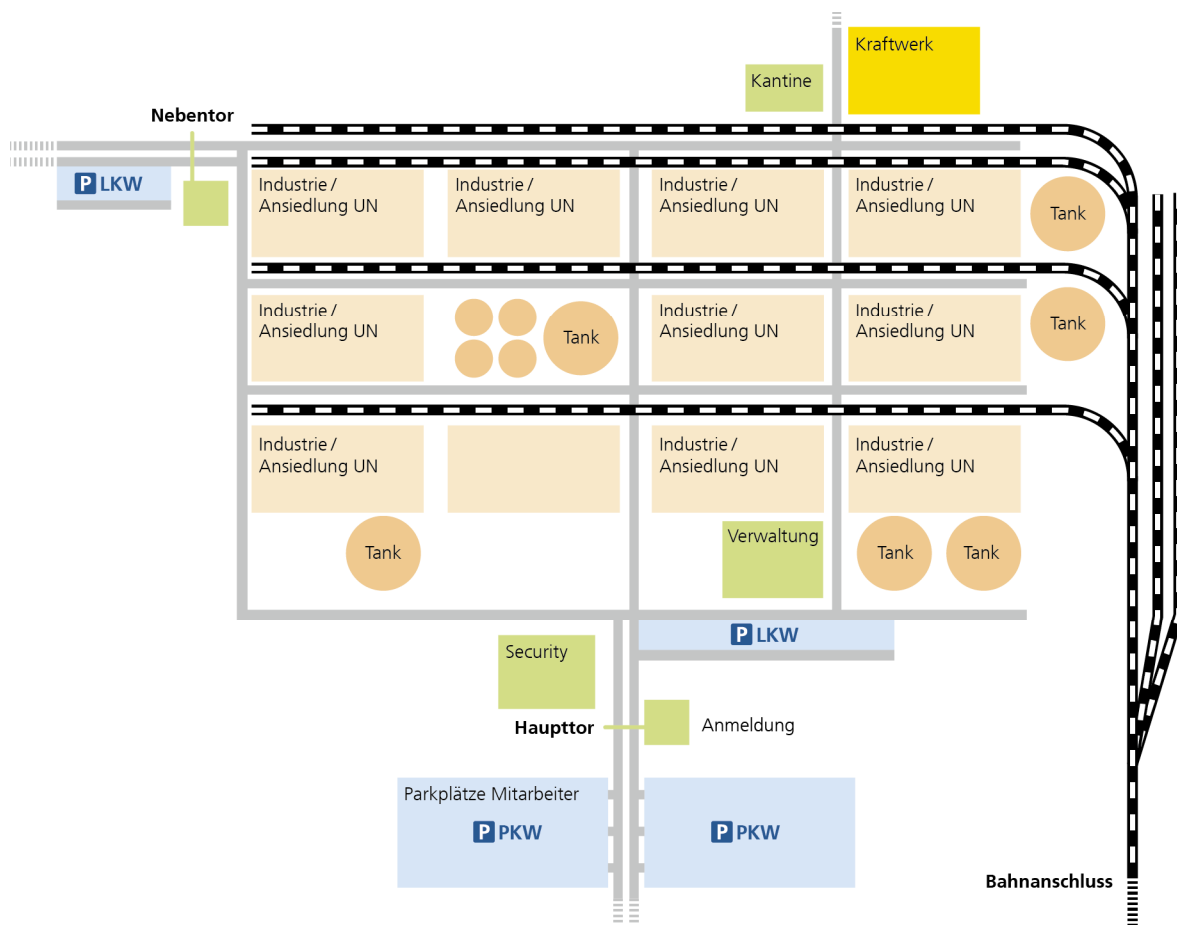 Kraftwerk
Kantine
Nebentor
P LKW
Industrie /
Ansiedlung UN
Industrie /
Ansiedlung UN
Industrie /
Ansiedlung UN
Industrie /
Ansiedlung UN
Tank
Industrie /
Ansiedlung UN
Tank
Industrie /
Ansiedlung UN
Industrie /
Ansiedlung UN
Tank
Industrie /
Ansiedlung UN
Industrie /
Ansiedlung UN
Industrie /
Ansiedlung UN
Tank
Verwaltung
Tank
Tank
P LKW
Security
Haupttor
Anmeldung
Parkplätze Mitarbeiter
P PKW
P PKW
Bahnanschluss